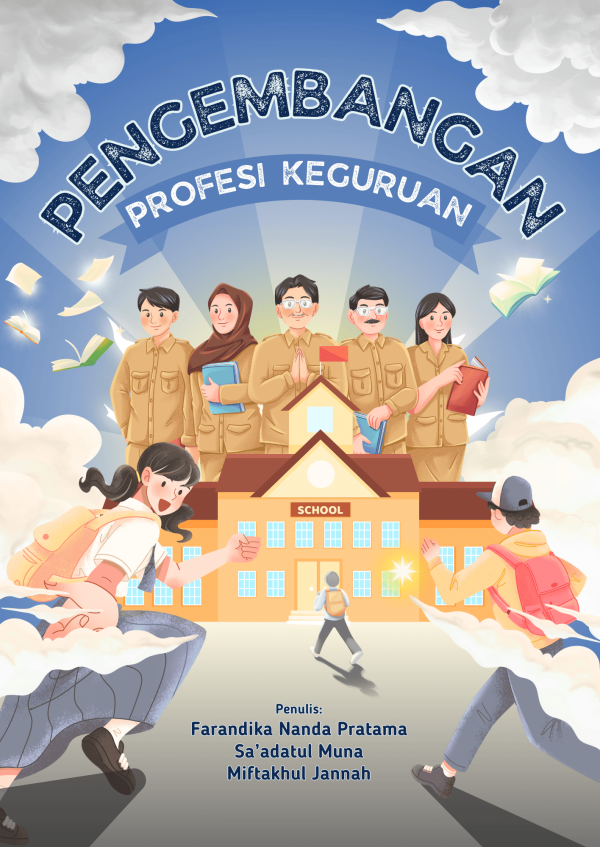 PENGEMBANGAN
PROFESI KEGURUAN
SCHOOL
Penulis:
Farandika Nanda Pratama
Sa'adatul Muna
Miftakhul Jannah